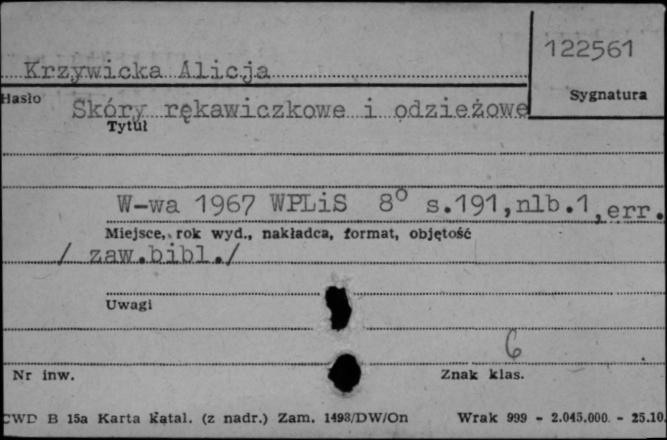 122561
Krzywicka Alicja
Hasło
Sygnatura
Skóry rękawiczkowe i odzieżowe
Tytuł
W-wa 1967 WPLiS 8° s.191,nlb.1,err.
Miejsce, rok wyd., nakładca, format, objętość
/ zaw.bibl./
Uwagi
6
Nr inw.
Znak klas.
CWD B 15a Karta katal. (z nadr.) Zam. 1493/DW/On Wrak 999 - 2.045.000 - 25.10.